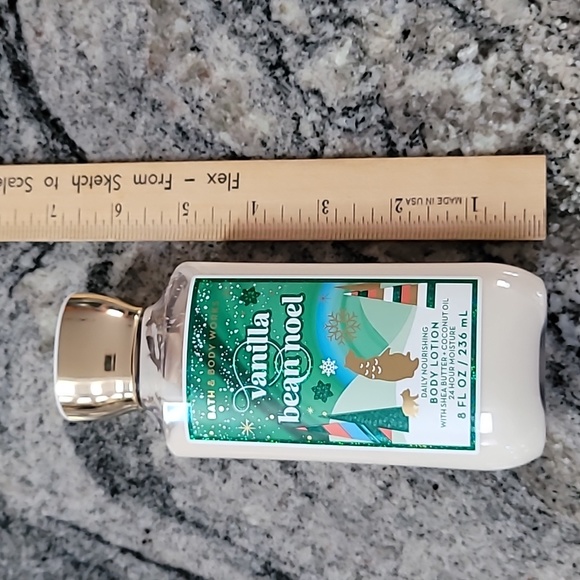 Flex - From Sketch to Scale
7 6 5 4 3 2 1
MADE IN USA
BATH & BODY WORKS
vanilla
bean noel
DAILY NOURISHING
BODY LOTION
WITH SHEA BUTTER + COCONUT OIL
24 HOUR MOISTURE
8 FL OZ / 236 mL